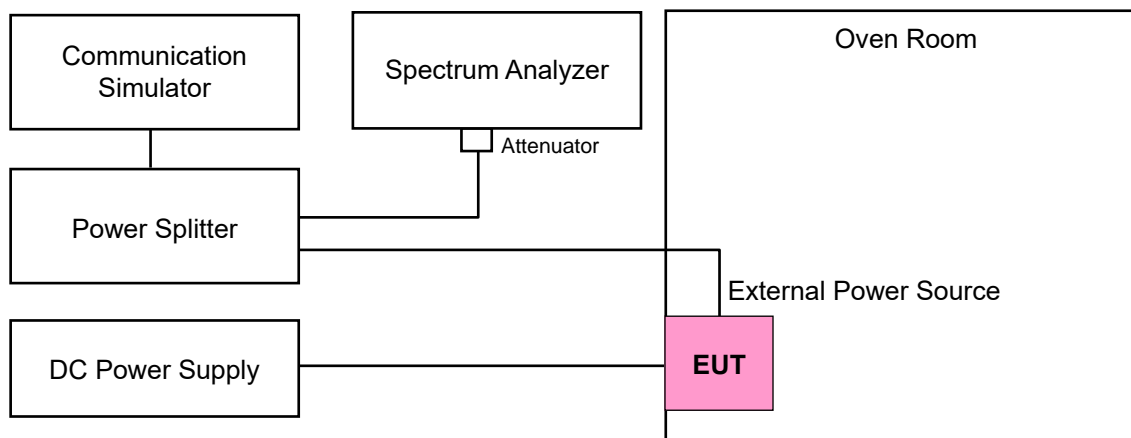 Communication
Simulator
Spectrum Analyzer
Oven Room
Attenuator
Power Splitter
External Power Source
DC Power Supply
EUT